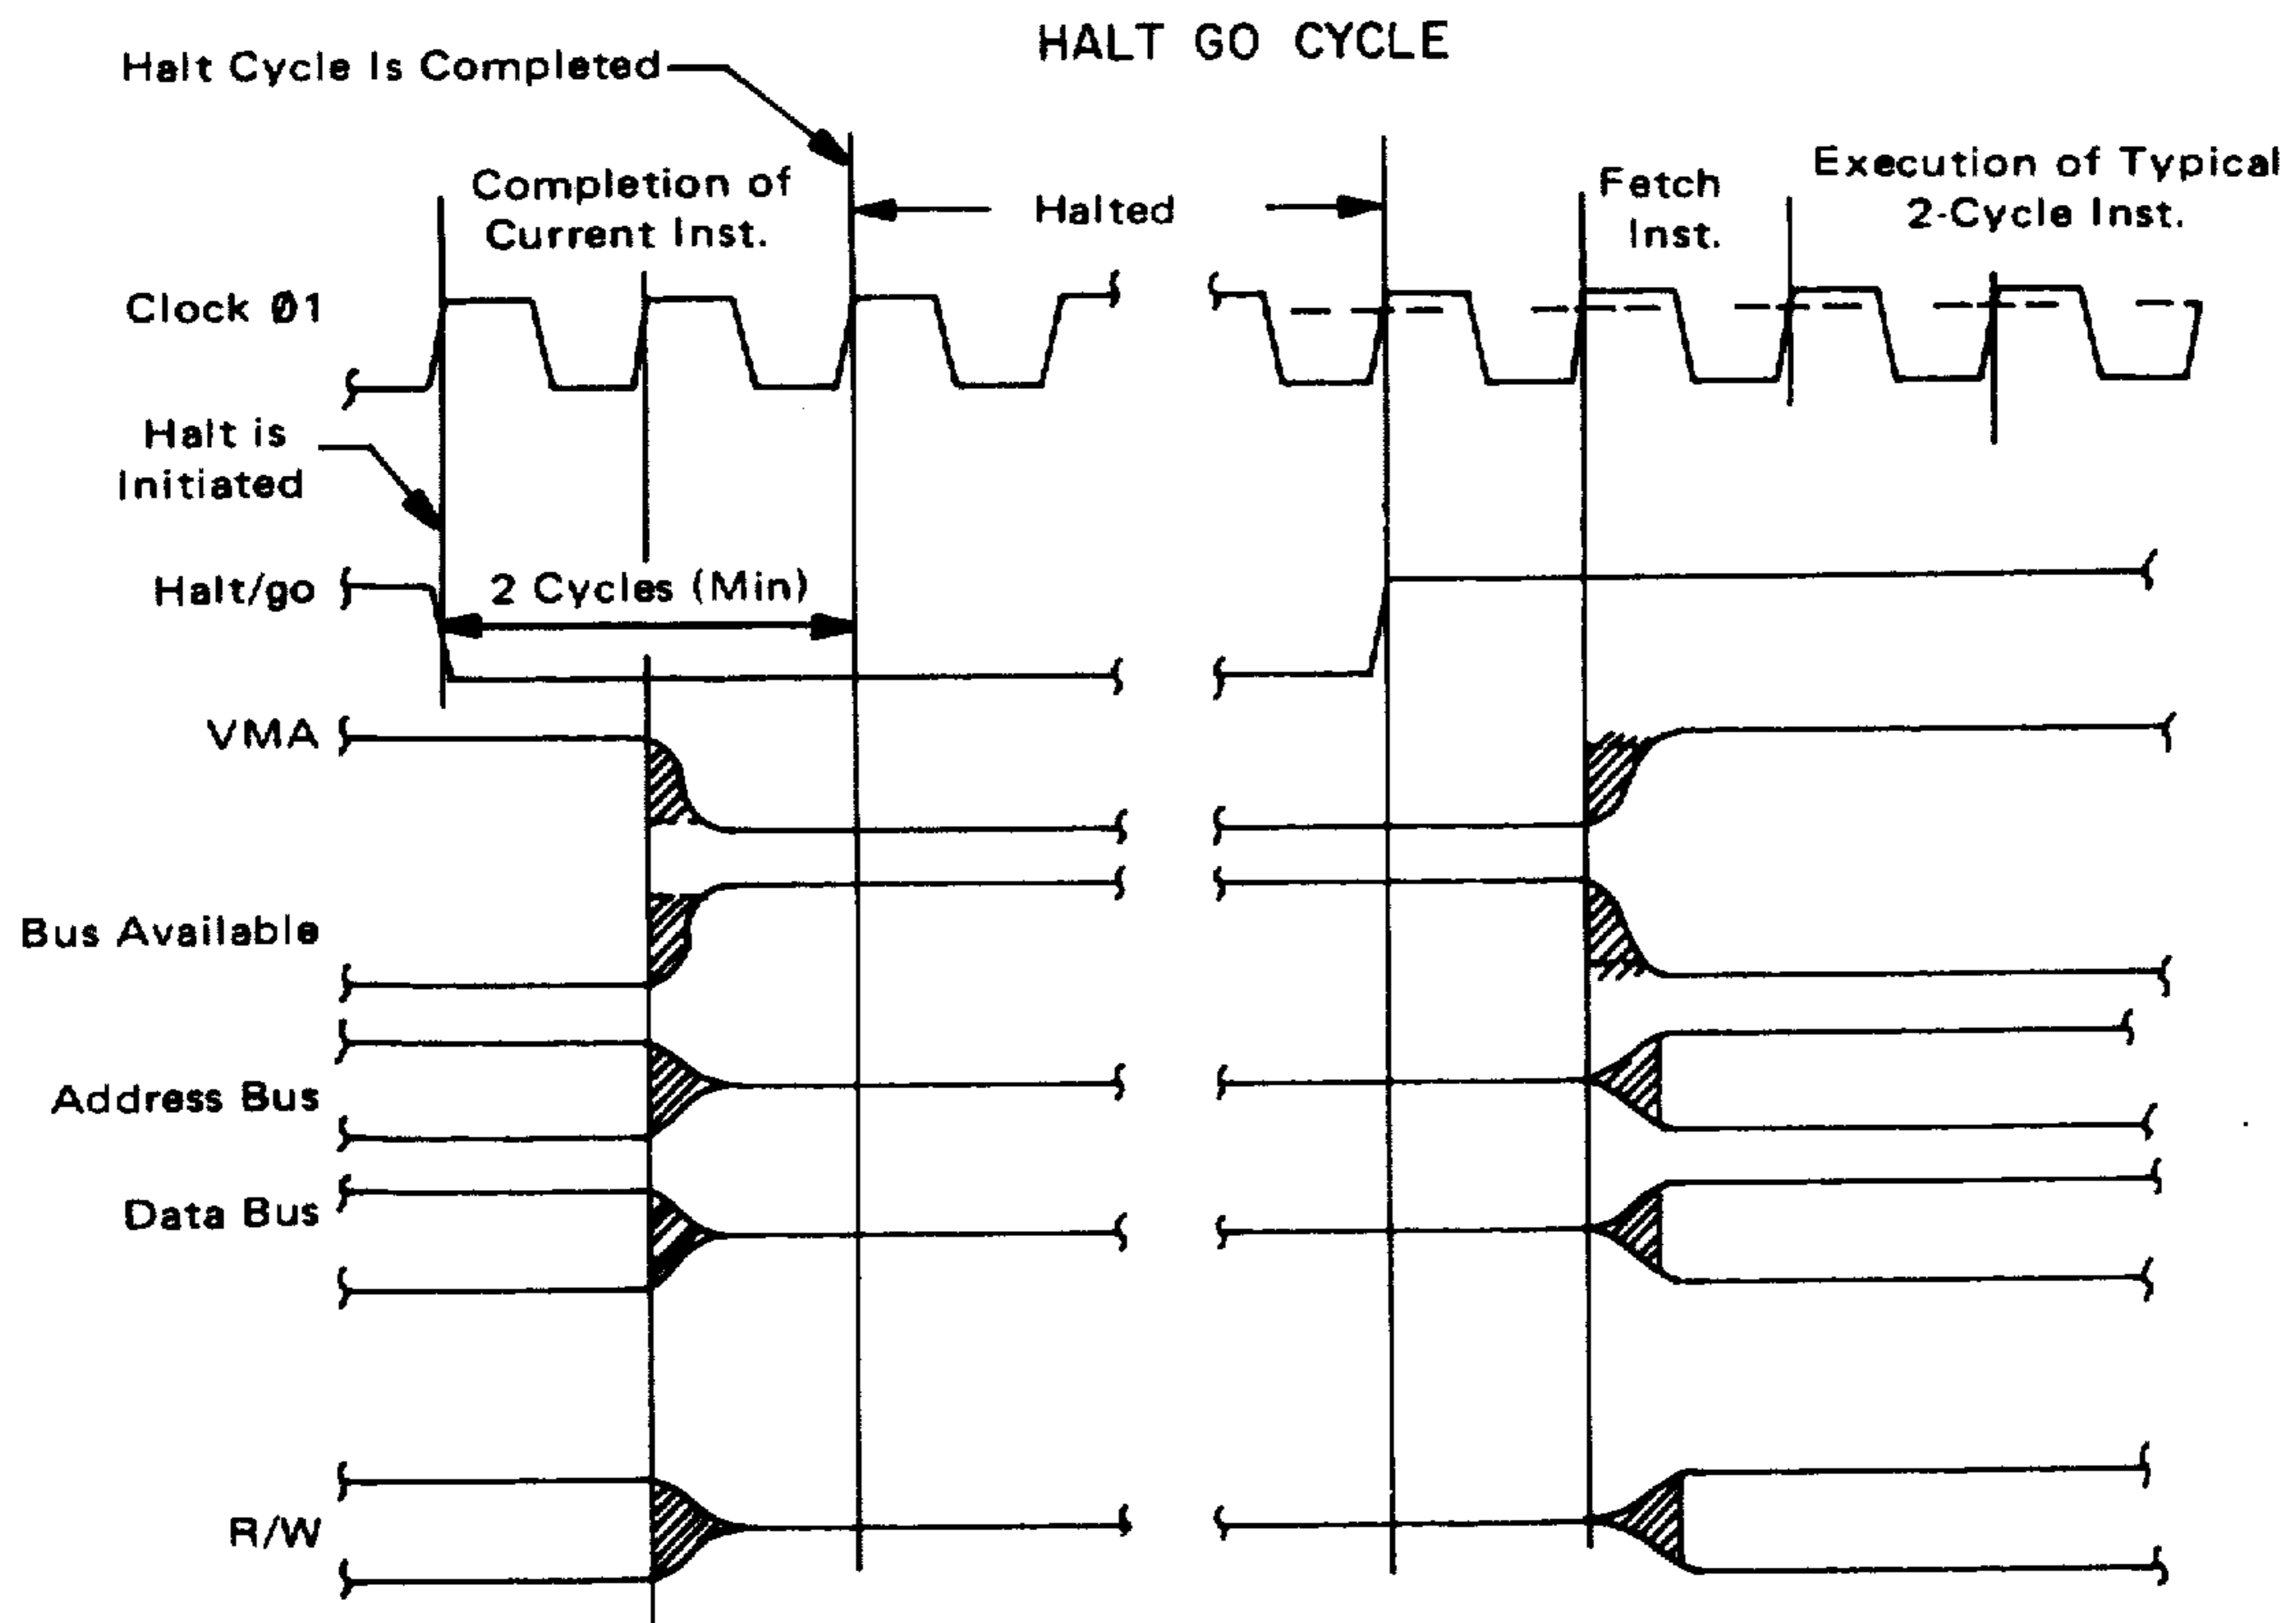 HALT GO CYCLE
Halt Cycle Is Completed
Completion of
Current Inst.
Halted
Fetch
Inst.
Execution of Typical
2-Cycle Inst.
Clock Ø1
Halt is
Initiated
Halt/go
2 Cycles (Min)
VMA
Bus Available
Address Bus
Data Bus
R/W